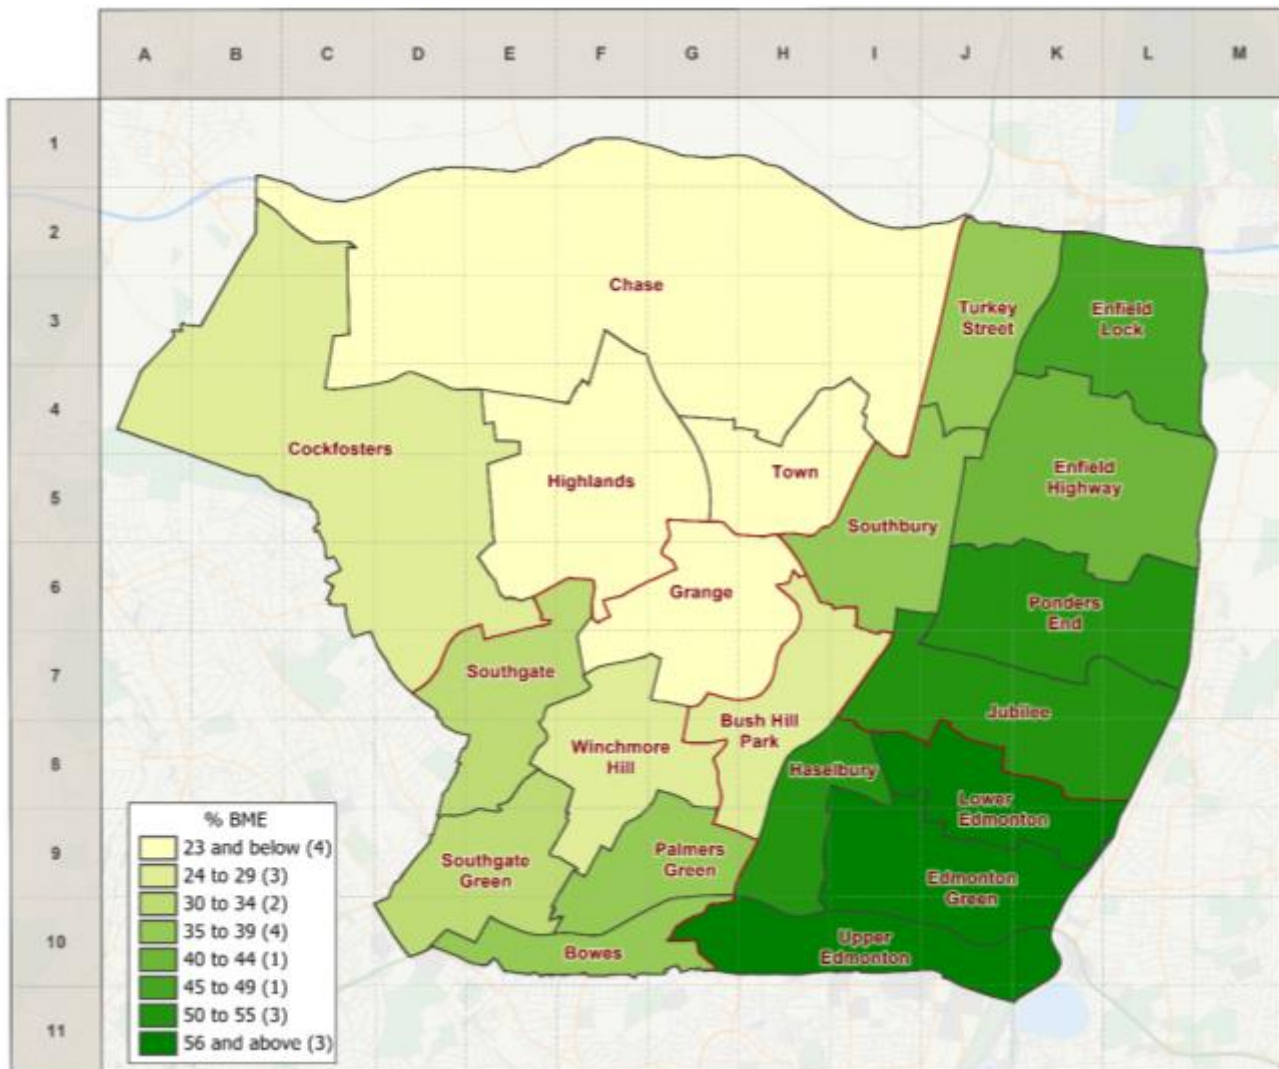 A B C D E F G H I J K L M
1
2
3
4
5
6
7
8
9
10
11
Chase
Turkey
Street
Enfield
Lock
Cockfosters
Highlands
Town
Enfield
Highway
Southbury
Grange
Ponders
End
Southgate
Bush Hill
Park
Jubilee
Winchmore
Hill
Haselbury
Lower
Edmonton
Southgate
Green
Palmers
Green
Edmonton
Green
Bowes
Upper
Edmonton
% BME
23 and below (4)
24 to 29 (3)
30 to 34 (2)
35 to 39 (4)
40 to 44 (1)
45 to 49 (1)
50 to 55 (3)
56 and above (3)